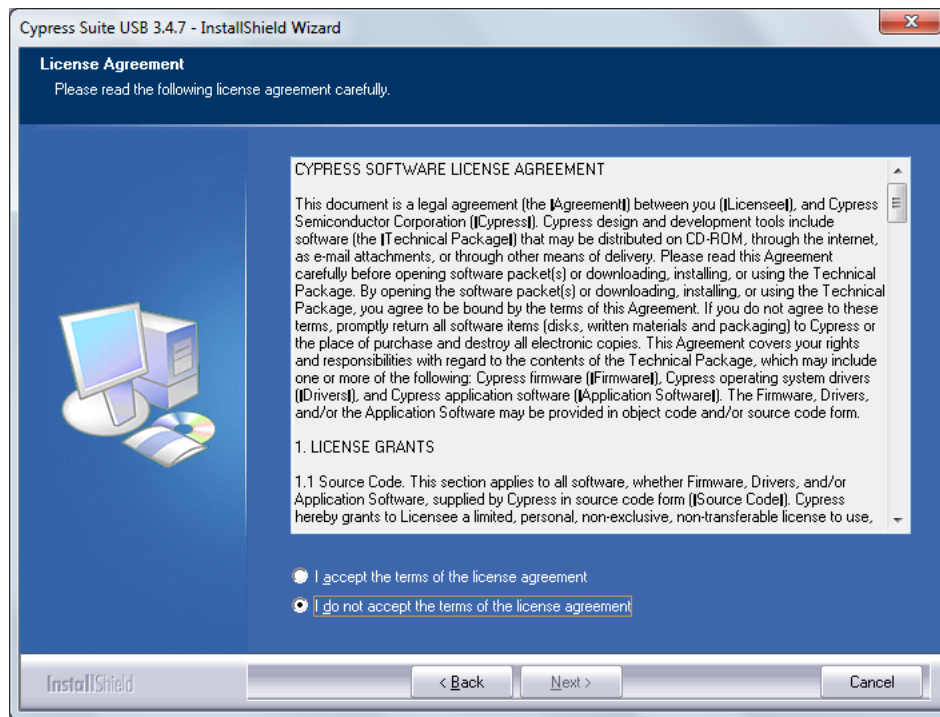 Cypress Suite USB 3.4.7 - InstallShield Wizard
License Agreement
Please read the following license agreement carefully.
CYPRESS SOFTWARE LICENSE AGREEMENT
This document is a legal agreement (the ‖Agreement‖) between you (‖Licensee‖), and Cypress
Semiconductor Corporation (‖Cypress‖). Cypress design and development tools include
software (the ‖Technical Package‖) that may be distributed on CD-ROM, through the internet,
as e-mail attachments, or through other means of delivery. Please read this Agreement
carefully before opening software packet(s) or downloading, installing, or using the Technical
Package. By opening the software packet(s) or downloading, installing, or using the Technical
Package, you agree to be bound by the terms of this Agreement. If you do not agree to these
terms, promptly return all software items (disks, written materials and packaging) to Cypress or
the place of purchase and destroy all electronic copies. This Agreement covers your rights
and responsibilities with regard to the contents of the Technical Package, which may include
one or more of the following: Cypress firmware (‖Firmware‖), Cypress operating system drivers
(‖Drivers‖), and Cypress application software (‖Application Software‖). The Firmware, Drivers,
and/or the Application Software may be provided in object code and/or source code form.
1. LICENSE GRANTS
1.1 Source Code. This section applies to all software, whether Firmware, Drivers, and/or
Application Software, supplied by Cypress in source code form (‖Source Code‖). Cypress
hereby grants to Licensee a limited, personal, non-exclusive, non-transferable license to use,
I accept the terms of the license agreement
I do not accept the terms of the license agreement
InstallShield
< Back
Next >
Cancel